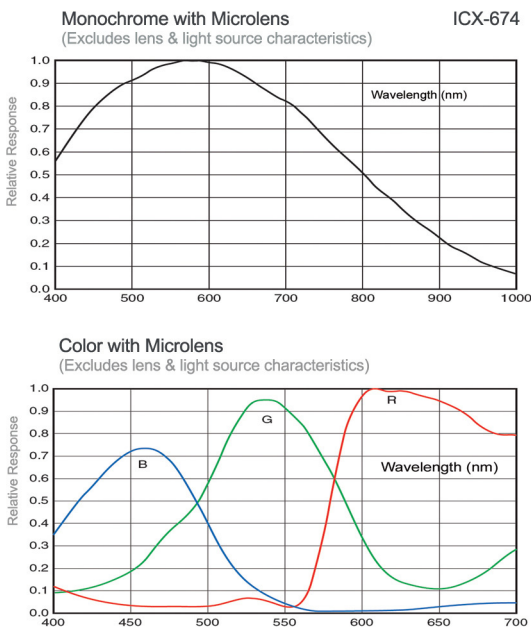 Monochrome with Microlens ICX-674
(Excludes lens & light source characteristics)
Relative Response
1.0
0.9
0.8
0.7
0.6
0.5
0.4
0.3
0.2
0.1
0.0
Wavelength (nm)
400 500 600 700 800 900 1000
Color with Microlens
(Excludes lens & light source characteristics)
Relative Response
1.0
0.9
0.8
0.7
0.6
0.5
0.4
0.3
0.2
0.1
0.0
R
G
B
Wavelength (nm)
400 450 500 550 600 650 700